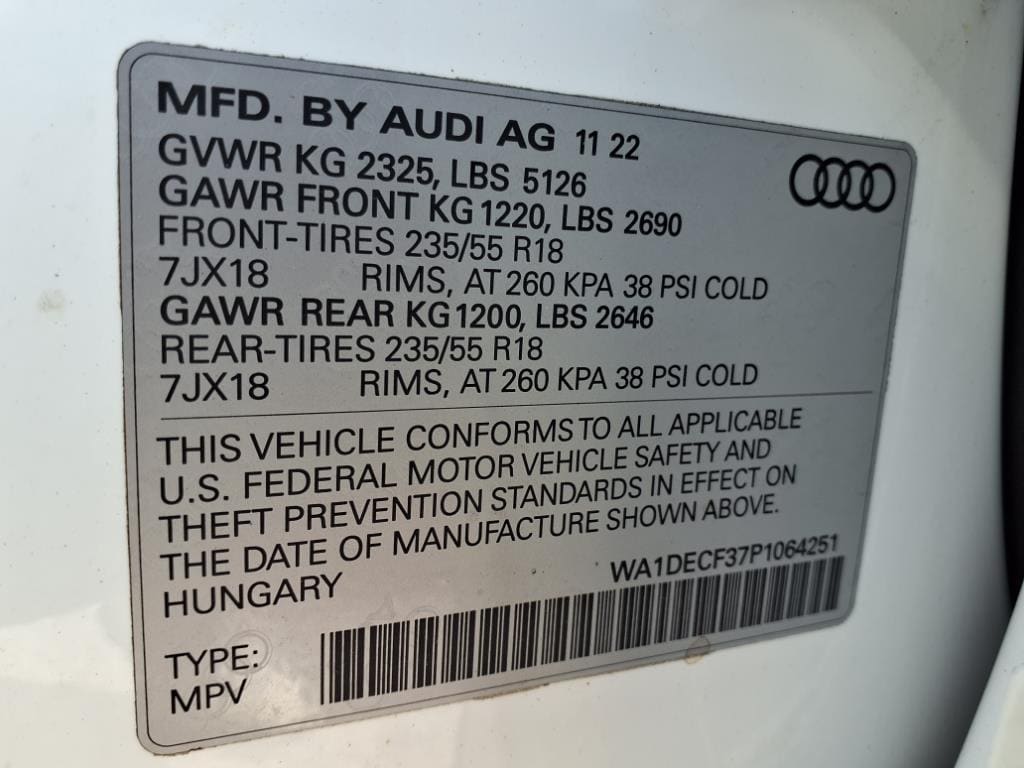 MFD. BY AUDI AG 11 22
GVWR KG 2325, LBS 5126
GAWR FRONT KG 1220, LBS 2690
FRONT-TIRES 235/55 R18
7JX18 RIMS, AT 260 KPA 38 PSI COLD
GAWR REAR KG 1200, LBS 2646
REAR-TIRES 235/55 R18
7JX18 RIMS, AT 260 KPA 38 PSI COLD
THIS VEHICLE CONFORMS TO ALL APPLICABLE
U.S. FEDERAL MOTOR VEHICLE SAFETY AND
THEFT PREVENTION STANDARDS IN EFFECT ON
THE DATE OF MANUFACTURE SHOWN ABOVE.
HUNGARY WA1DECF37P1064251
TYPE:
MPV